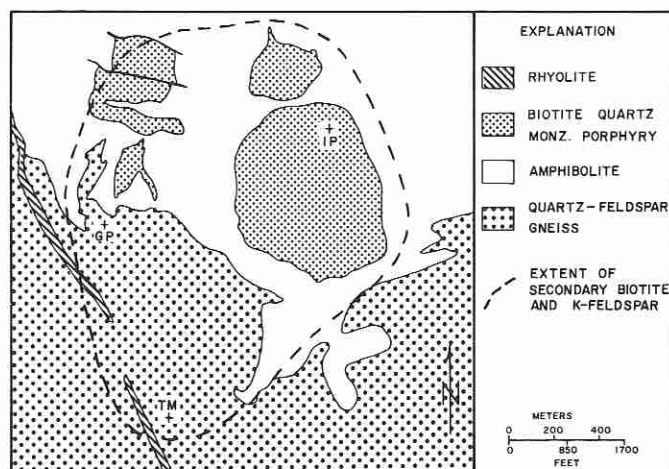 EXPLANATION
RHYOLITE
BIOTITE QUARTZ
MONZ. PORPHYRY
AMPHIBOLITE
QUARTZ-FELDSPAR
GNEISS
EXTENT OF
SECONDARY BIOTITE
AND K-FELDSPAR
IP
GP
TM
N
METERS
0 200 400
0 850 1700
FEET